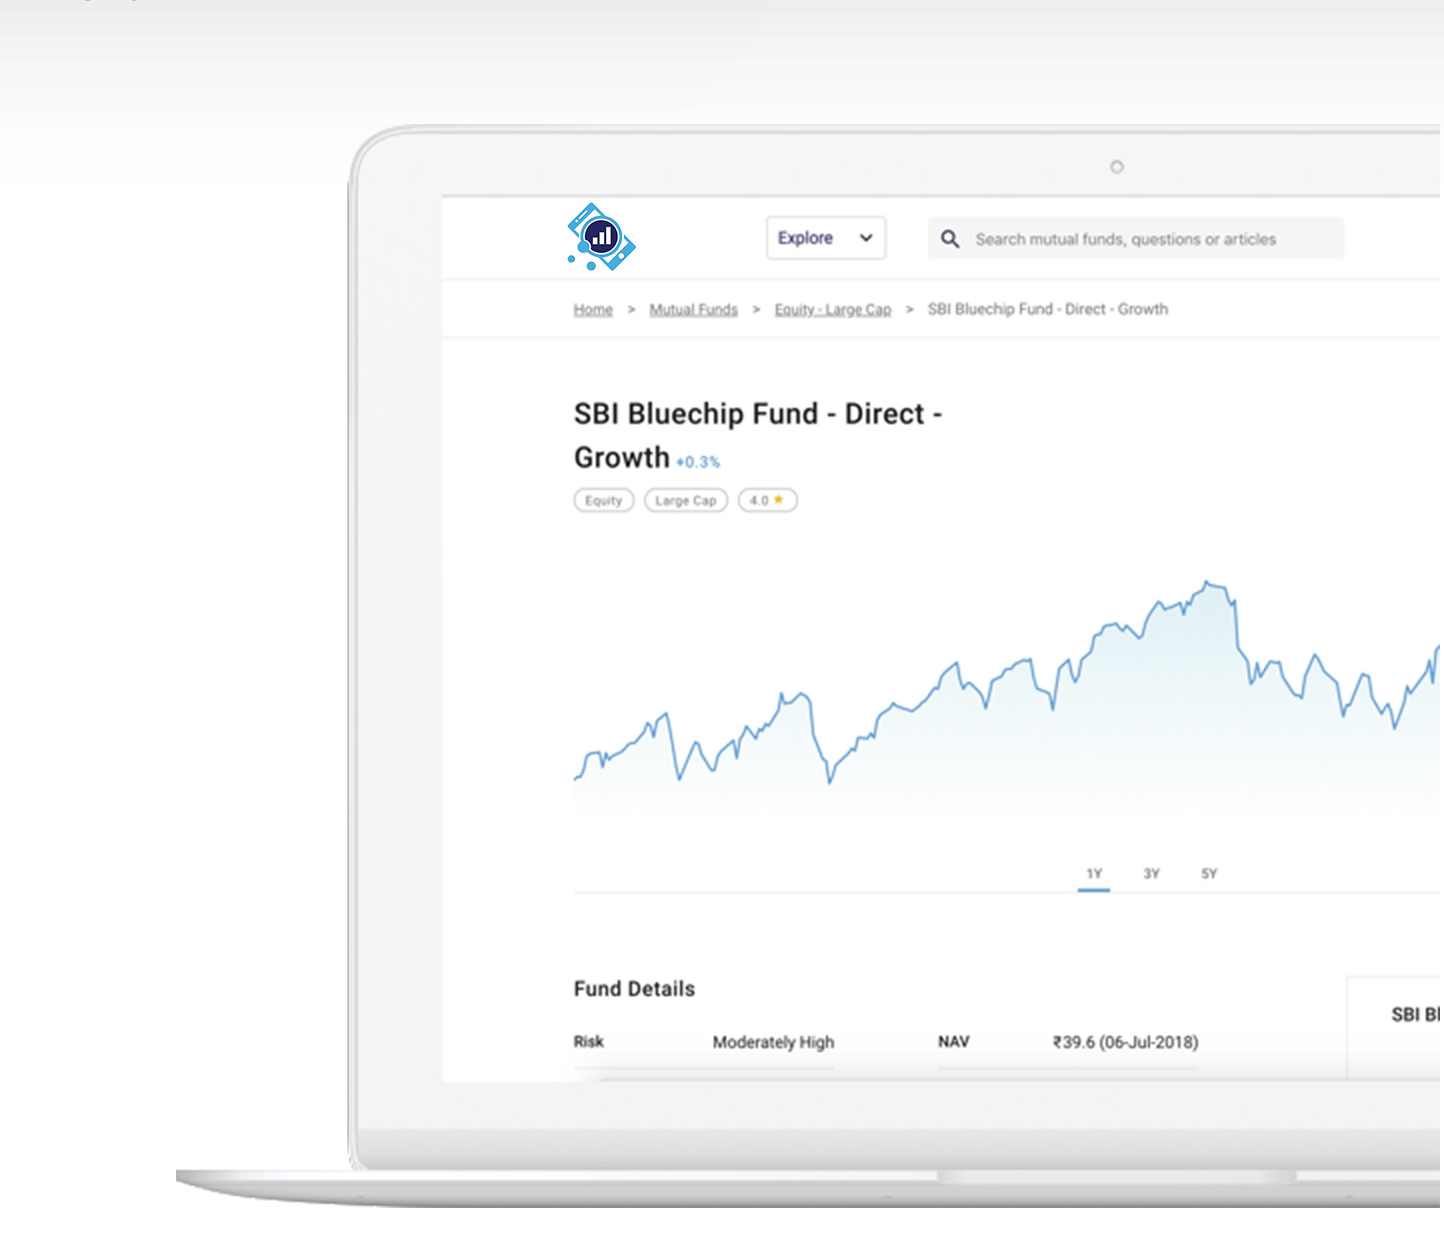 Explore
Search mutual funds, questions or articles
Home > Mutual Funds > Equity - Large Cap > SBI Bluechip Fund - Direct - Growth
SBI Bluechip Fund - Direct -
Growth +0.3%
Equity Large Cap 4.0 ★
1Y 3Y 5Y
Fund Details
SBI
Risk Moderately High NAV ₹39.6 (06-Jul-2018)